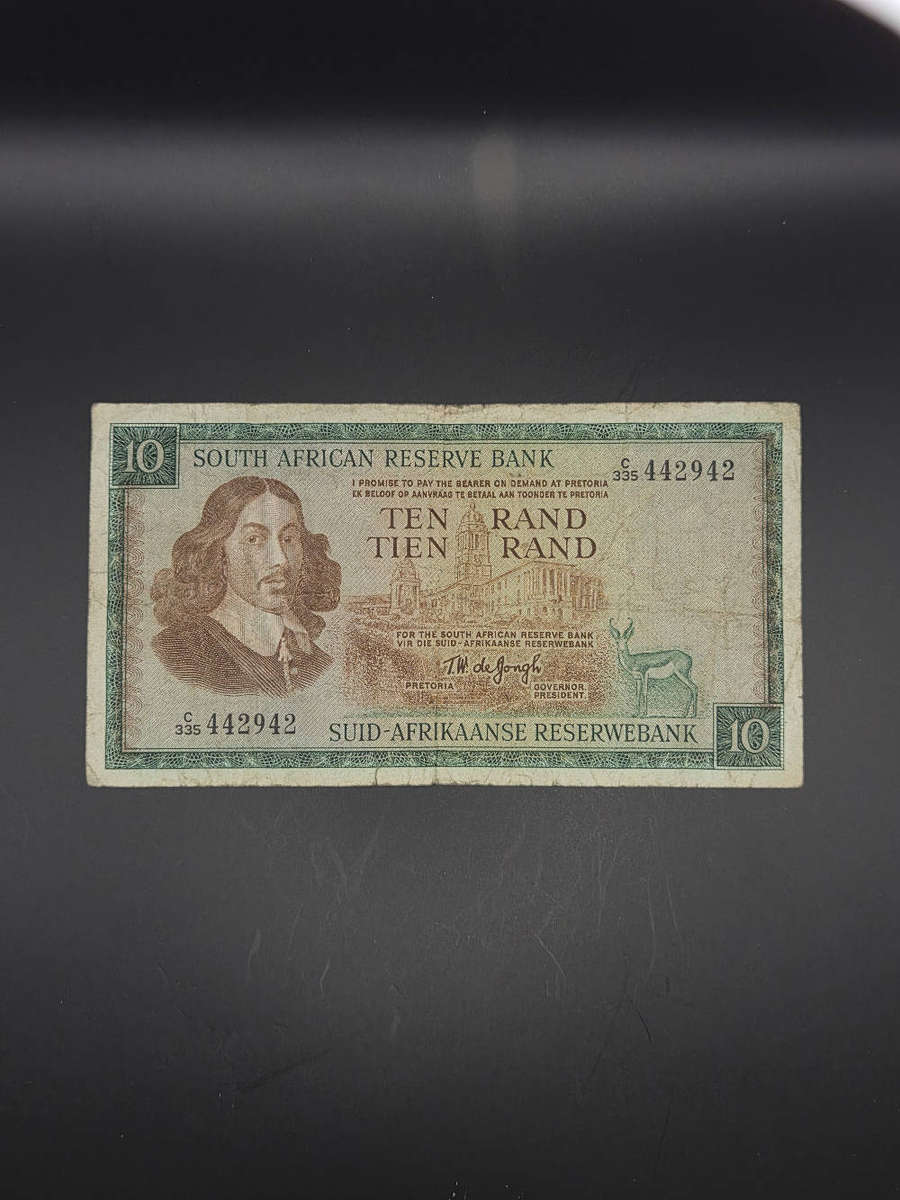 10 SOUTH AFRICAN RESERVE BANK
C/335 442942
I PROMISE TO PAY THE BEARER ON DEMAND AT PRETORIA
EK BELOOF OP AANVRAAG TE BETAAL AAN TOONDER TE PRETORIA
TEN RAND
TIEN RAND
FOR THE SOUTH AFRICAN RESERVE BANK
VIR DIE SUID-AFRIKAANSE RESERWEBANK
T.W. de Jongh
PRETORIA GOVERNOR.
PRESIDENT.
C/335 442942
SUID-AFRIKAANSE RESERWEBANK 10